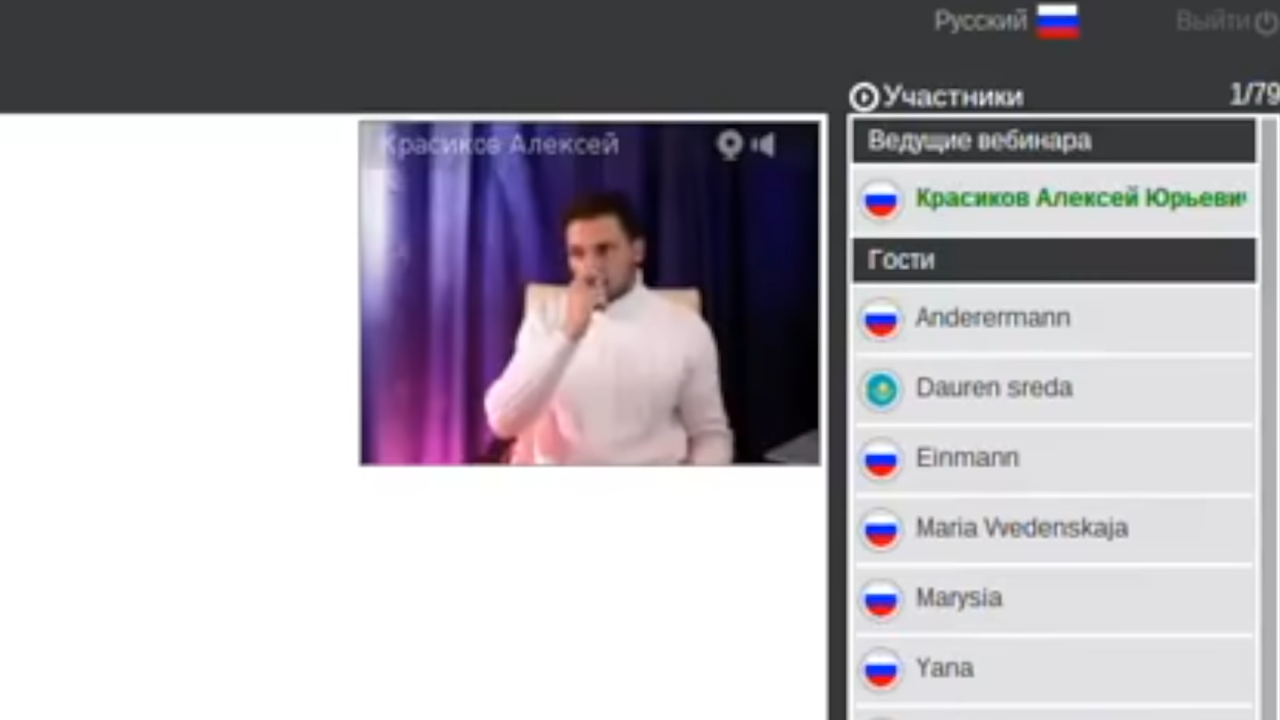 Русский
Выйти
Участники 1/79
Красиков Алексей
Ведущие вебинара
Красиков Алексей Юрьеви
Гости
Anderermann
Dauren sreda
Einmann
Maria Vvedenskaja
Marysia
Yana